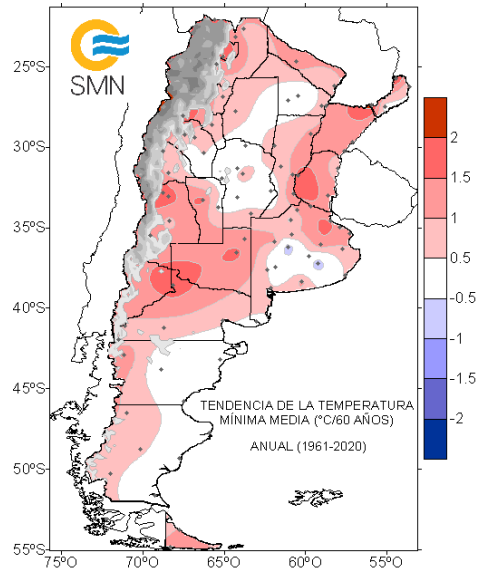 SMN
25ºS
30ºS
35ºS
40ºS
45ºS
50ºS
55ºS
75ºO
70ºO
65ºO
60ºO
55ºO
2
1.5
1
0.5
-0.5
-1
-1.5
-2
TENDENCIA DE LA TEMPERATURA
MÍNIMA MEDIA (°C/60 AÑOS)
ANUAL (1961-2020)